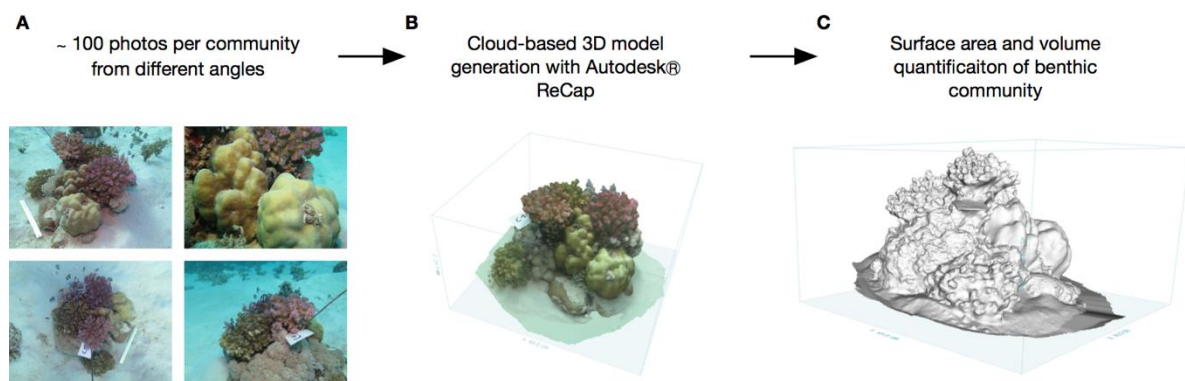 A
~ 100 photos per community
from different angles
B
Cloud-based 3D model
generation with Autodesk®
ReCap
C
Surface area and volume
quantificaiton of benthic
community